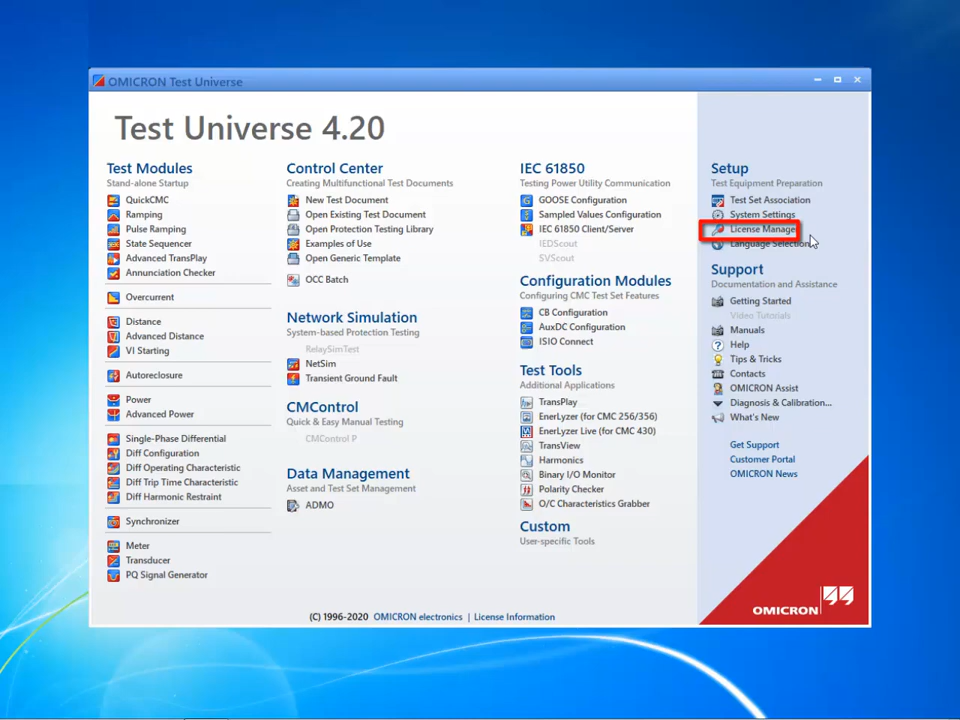 OMICRON Test Universe
Test Universe 4.20
Test Modules
Stand-alone Startup
QuickCMC
Ramping
Pulse Ramping
State Sequencer
Advanced TransPlay
Annunciation Checker
Overcurrent
Distance
Advanced Distance
VI Starting
Autoreclosure
Power
Advanced Power
Single-Phase Differential
Diff Configuration
Diff Operating Characteristic
Diff Trip Time Characteristic
Diff Harmonic Restraint
Synchronizer
Meter
Transducer
PQ Signal Generator
Control Center
Creating Multifunctional Test Documents
New Test Document
Open Existing Test Document
Open Protection Testing Library
Examples of Use
Open Generic Template
OCC Batch
Network Simulation
System-based Protection Testing
RelaySimTest
NetSim
Transient Ground Fault
CMControl
Quick & Easy Manual Testing
CMControl P
Data Management
Asset and Test Set Management
ADMO
IEC 61850
Testing Power Utility Communication
GOOSE Configuration
Sampled Values Configuration
IEC 61850 Client/Server
IEDScout
SVScout
Configuration Modules
Configuring CMC Test Set Features
CB Configuration
AuxDC Configuration
ISIO Connect
Test Tools
Additional Applications
TransPlay
EnerLyzer (for CMC 256/356)
EnerLyzer Live (for CMC 430)
TransView
Harmonics
Binary I/O Monitor
Polarity Checker
O/C Characteristics Grabber
Custom
User-specific Tools
Setup
Test Equipment Preparation
Test Set Association
System Settings
License Manager
Language Selection
Support
Documentation and Assistance
Getting Started
Video Tutorials
Manuals
Help
Tips & Tricks
Contacts
OMICRON Assist
Diagnosis & Calibration...
What's New
Get Support
Customer Portal
OMICRON News
OMICRON
(C) 1996-2020 OMICRON electronics | License Information